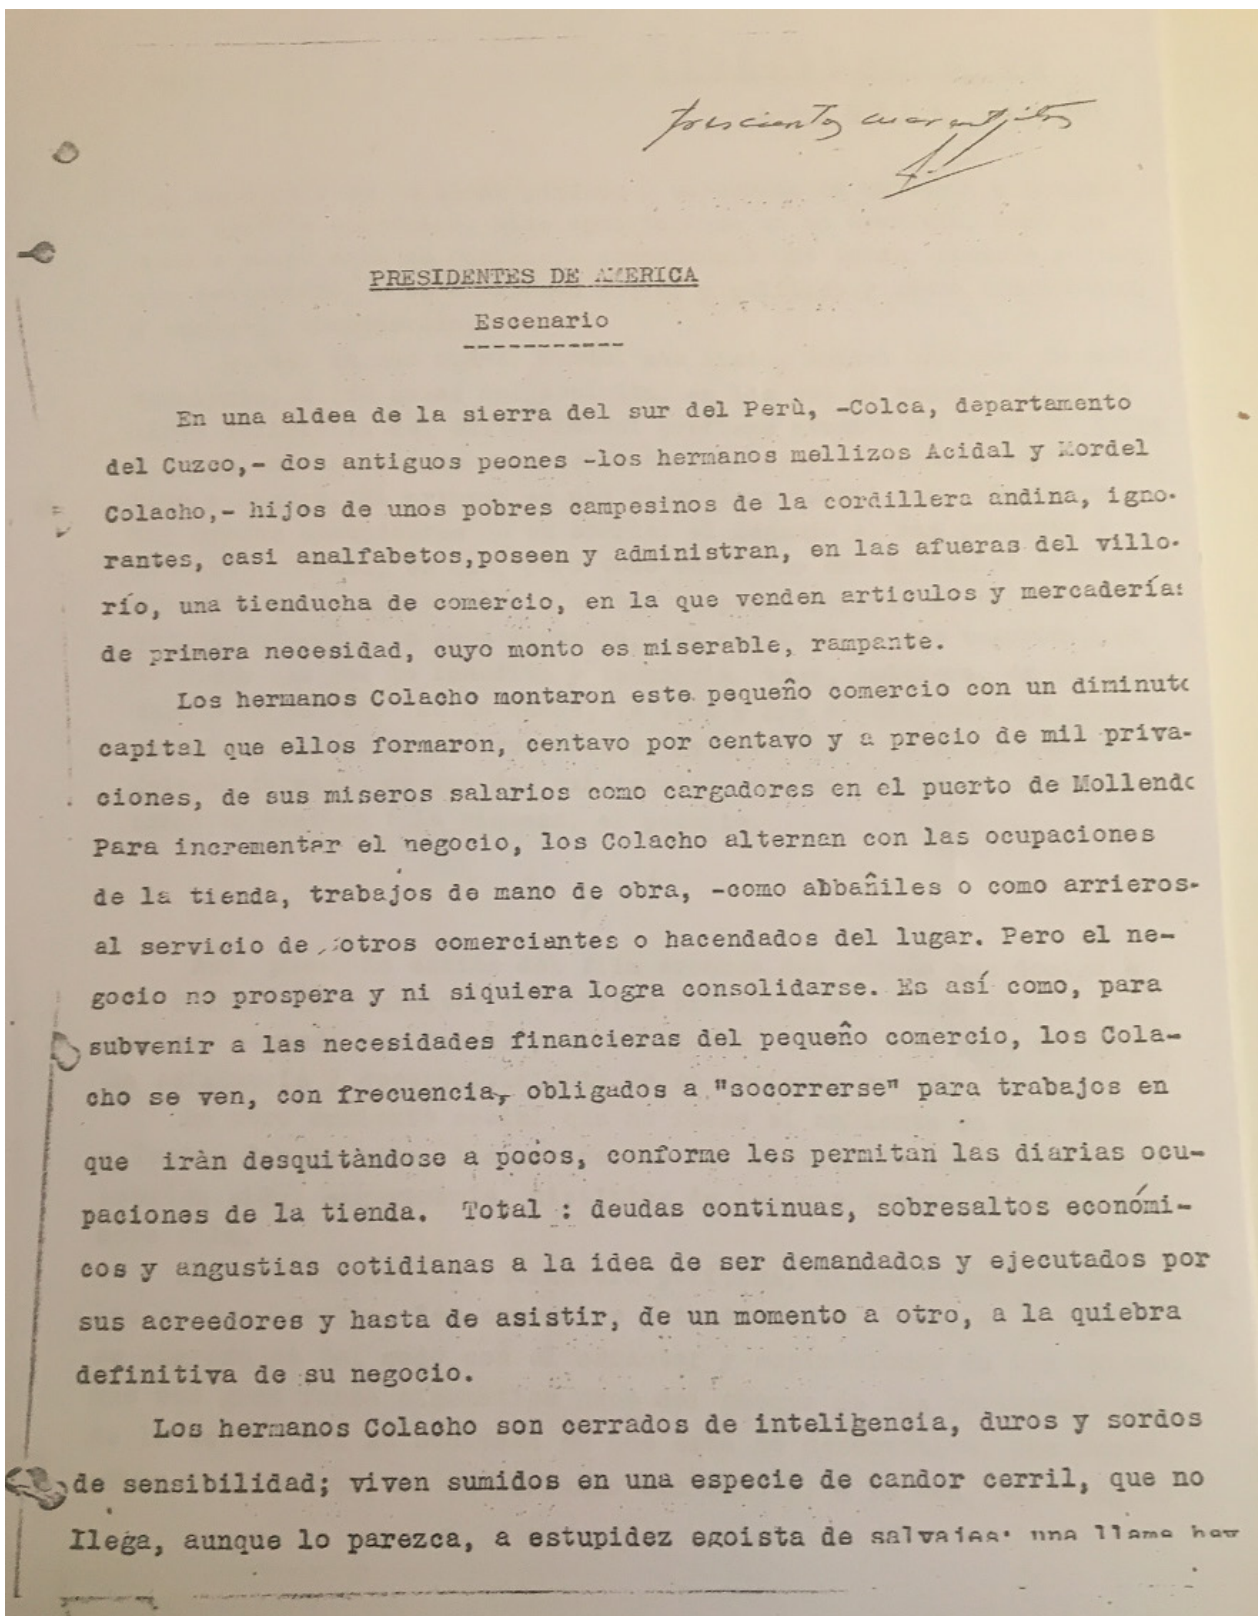 trescientos
PRESIDENTES DE AMERICA
Escenario
En una aldea de la sierra del sur del Perù, -Colca, departamento
del Cuzco,- dos antiguos peones -los hermanos mellizos Acidal y Mordel
Colacho,- hijos de unos pobres campesinos de la cordillera andina, igno-
rantes, casi analfabetos,poseen y administran, en las afueras del villo-
río, una tienducha de comercio, en la que venden articulos y mercaderías
de primera necesidad, cuyo monto es miserable, rampante.
Los hermanos Colacho montaron este pequeño comercio con un diminuto
capital que ellos formaron, centavo por centavo y a precio de mil priva-
ciones, de sus miseros salarios como cargadores en el puerto de Mollendo
Para incrementar el negocio, los Colacho alternan con las ocupaciones
de la tienda, trabajos de mano de obra, -como abbañiles o como arrieros-
al servicio de otros comerciantes o hacendados del lugar. Pero el ne-
gocio no prospera y ni siquiera logra consolidarse. Es así como, para
subvenir a las necesidades financieras del pequeño comercio, los Cola-
cho se ven, con frecuencia, obligados a "socorrerse" para trabajos en
que iràn desquitàndose a pocos, conforme les permitan las diarias ocu-
paciones de la tienda. Total : deudas continuas, sobresaltos económi-
cos y angustias cotidianas a la idea de ser demandados y ejecutados por
sus acreedores y hasta de asistir, de un momento a otro, a la quiebra
definitiva de su negocio.
Los hermanos Colacho son cerrados de inteligencia, duros y sordos
de sensibilidad; viven sumidos en una especie de candor cerril, que no
llega, aunque lo parezca, a estupidez egoista de salvajes: una llama